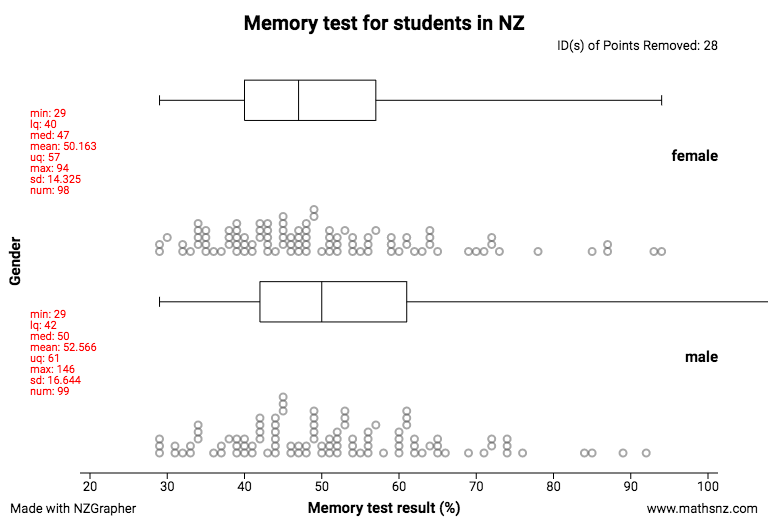 Memory test for students in NZ
ID(s) of Points Removed: 28
min: 29
lq: 40
med: 47
mean: 50.163
uq: 57
max: 94
sd: 14.325
num: 98
female
Gender
min: 29
lq: 42
med: 50
mean: 52.566
uq: 61
max: 146
sd: 16.644
num: 99
male
20 30 40 50 60 70 80 90 100
Made with NZGrapher
Memory test result (%)
www.mathsnz.com